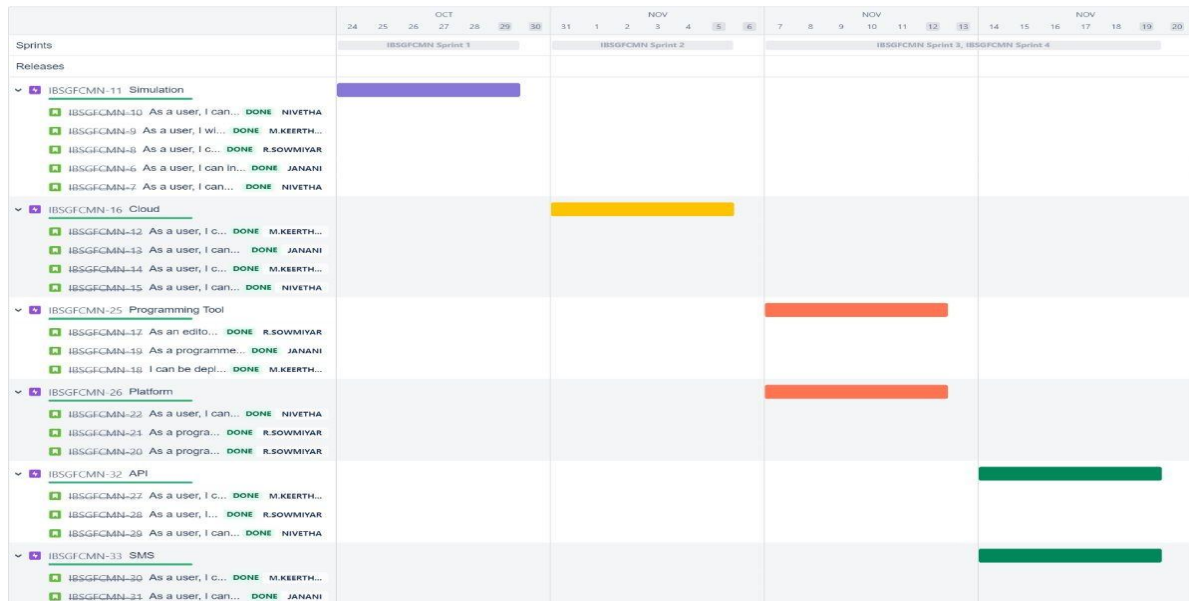 OCT NOV NOV NOV
24 25 26 27 28 29 30 31 1 2 3 4 5 6 7 8 9 10 11 12 13 14 15 16 17 18 19 20
Sprints IBSGFCMN Sprint 1 IBSGFCMN Sprint 2 IBSGFCMN Sprint 3, IBSGFCMN Sprint 4
Releases
IBSGFCMN-11 Simulation
IBSGFCMN-10 As a user, I can... DONE NIVETHA
IBSGFCMN-9 As a user, I wi... DONE M.KEERTH...
IBSGFCMN-8 As a user, I c... DONE R.SOWMIYAR
IBSGFCMN-6 As a user, I can in... DONE JANANI
IBSGFCMN-7 As a user, I can... DONE NIVETHA
IBSGFCMN-16 Cloud
IBSGFCMN-12 As a user, I c... DONE M.KEERTH...
IBSGFCMN-13 As a user, I can... DONE JANANI
IBSGFCMN-14 As a user, I c... DONE M.KEERTH...
IBSGFCMN-15 As a user, I can... DONE NIVETHA
IBSGFCMN-25 Programming Tool
IBSGFCMN-17 As an edito... DONE R.SOWMIYAR
IBSGFCMN-19 As a programme... DONE JANANI
IBSGFCMN-18 I can be depl... DONE M.KEERTH...
IBSGFCMN-26 Platform
IBSGFCMN-22 As a user, I can... DONE NIVETHA
IBSGFCMN-21 As a progra... DONE R.SOWMIYAR
IBSGFCMN-20 As a progra... DONE R.SOWMIYAR
IBSGFCMN-32 API
IBSGFCMN-27 As a user, I c... DONE M.KEERTH...
IBSGFCMN-28 As a user, I... DONE R.SOWMIYAR
IBSGFCMN-29 As a user, I can... DONE NIVETHA
IBSGFCMN-33 SMS
IBSGFCMN-30 As a user, I c... DONE M.KEERTH...
IBSGFCMN-31 As a user, I can... DONE JANANI